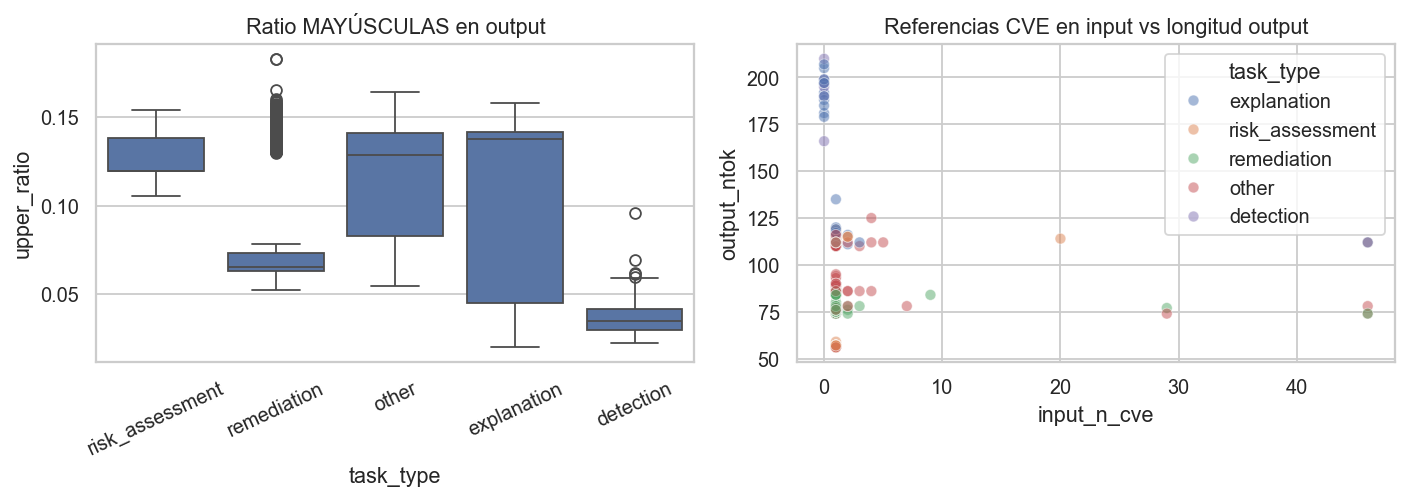 Ratio MAYÚSCULAS en output
upper_ratio
0.15
0.10
0.05
risk_assessment
remediation
other
explanation
detection
task_type
Referencias CVE en input vs longitud output
output_ntok
200
175
150
125
100
75
50
0
10
20
30
40
input_n_cve
task_type
explanation
risk_assessment
remediation
other
detection